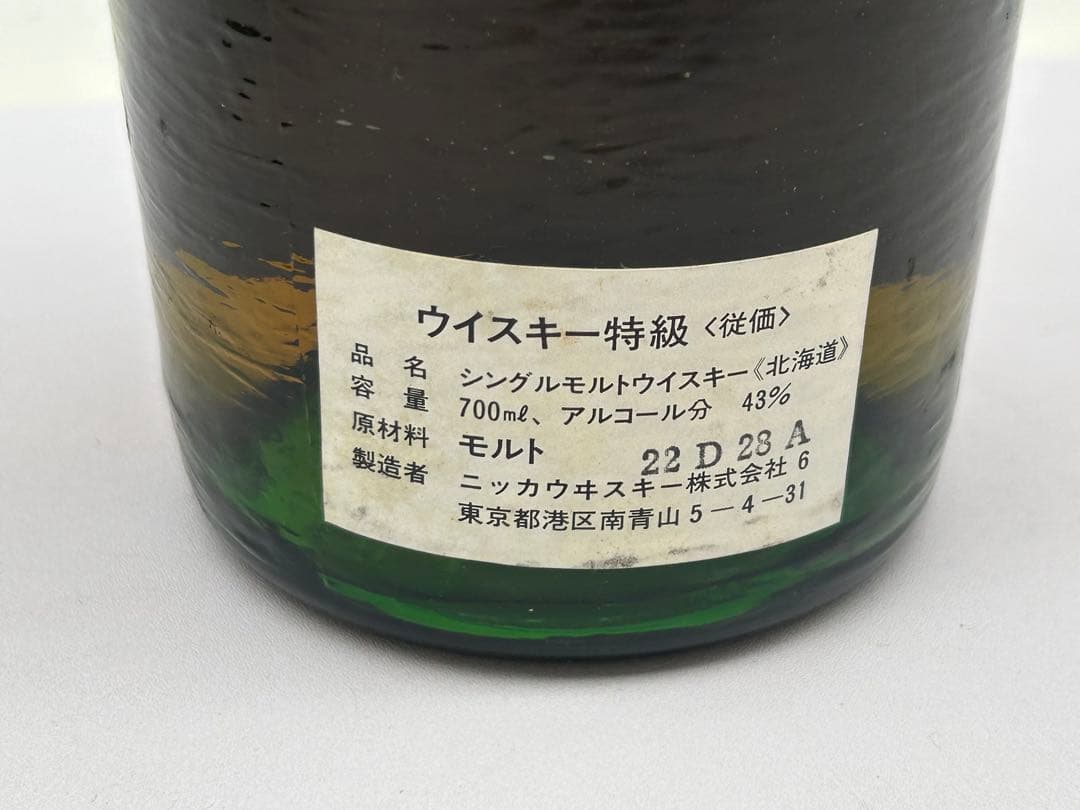 ウイスキー特級〈従価〉
品名 シングルモルトウイスキー《北海道》
容量 700mℓ、アルコール分 43%
原材料 モルト 22 D 28 A
製造者 ニッカウヰスキー株式会社 6
東京都港区南青山5－4－31